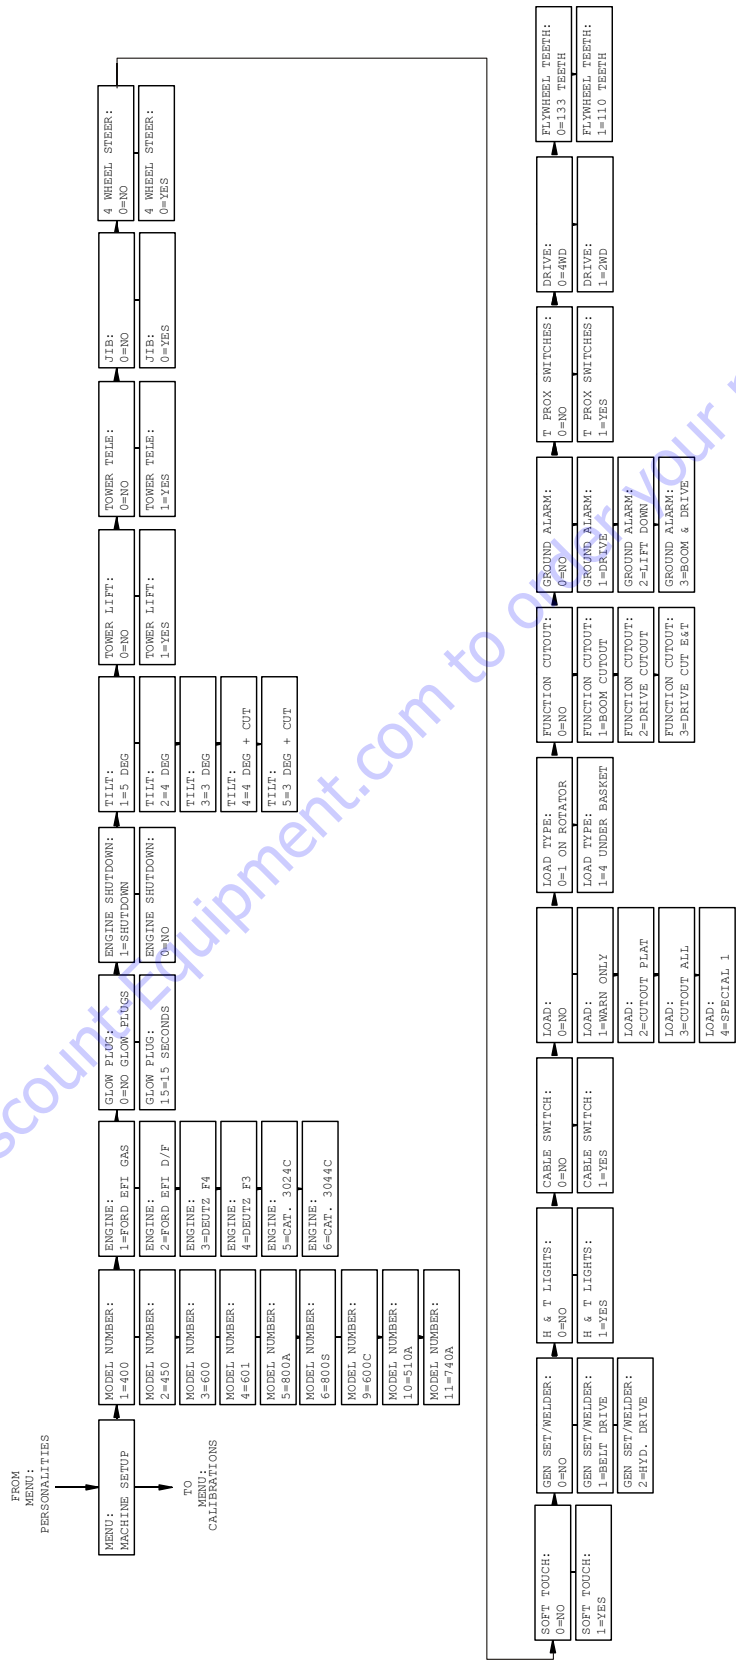 FROM
MENU:
PERSONALITIES
MENU:
MACHINE SETUP
TO
MENU:
CALIBRATIONS
MODEL NUMBER:
1=400
MODEL NUMBER:
2=450
MODEL NUMBER:
3=600
MODEL NUMBER:
4=601
MODEL NUMBER:
5=800A
MODEL NUMBER:
6=800S
MODEL NUMBER:
9=600C
MODEL NUMBER:
10=510A
MODEL NUMBER:
11=740A
ENGINE:
1=FORD EFI GAS
ENGINE:
2=FORD EFI D/F
ENGINE:
3=DEUTZ F4
ENGINE:
4=DEUTZ F3
ENGINE:
5=CAT. 3024C
ENGINE:
6=CAT. 3044C
GLOW PLUG:
0=NO GLOW PLUGS
GLOW PLUG:
15=15 SECONDS
ENGINE SHUTDOWN:
1=SHUTDOWN
ENGINE SHUTDOWN:
0=NO
TILT:
1=5 DEG
TILT:
2=4 DEG
TILT:
3=3 DEG
TILT:
4=4 DEG + CUT
TILT:
5=3 DEG + CUT
TOWER LIFT:
0=NO
TOWER LIFT:
1=YES
TOWER TELE:
0=NO
TOWER TELE:
1=YES
JIB:
0=NO
JIB:
0=YES
4 WHEEL STEER:
0=NO
4 WHEEL STEER:
0=YES
SOFT TOUCH:
0=NO
SOFT TOUCH:
1=YES
GEN SET/WELDER:
0=NO
GEN SET/WELDER:
1=BELT DRIVE
GEN SET/WELDER:
2=HYD. DRIVE
H & T LIGHTS:
0=NO
H & T LIGHTS:
1=YES
CABLE SWITCH:
0=NO
CABLE SWITCH:
1=YES
LOAD:
0=NO
LOAD:
1=WARN ONLY
LOAD:
2=CUTOUT PLAT
LOAD:
3=CUTOUT ALL
LOAD:
4=SPECIAL 1
LOAD TYPE:
0=1 ON ROTATOR
LOAD TYPE:
1=4 UNDER BASKET
FUNCTION CUTOUT:
0=NO
FUNCTION CUTOUT:
1=BOOM CUTOUT
FUNCTION CUTOUT:
2=DRIVE CUTOUT
FUNCTION CUTOUT:
3=DRIVE CUT E&T
GROUND ALARM:
0=NO
GROUND ALARM:
1=DRIVE
GROUND ALARM:
2=LIFT DOWN
GROUND ALARM:
3=BOOM & DRIVE
T PROX SWITCHES:
0=NO
T PROX SWITCHES:
1=YES
DRIVE:
0=4WD
DRIVE:
1=2WD
FLYWHEEL TEETH:
0=133 TEETH
FLYWHEEL TEETH:
1=110 TEETH
scount-Equipment.com to order your